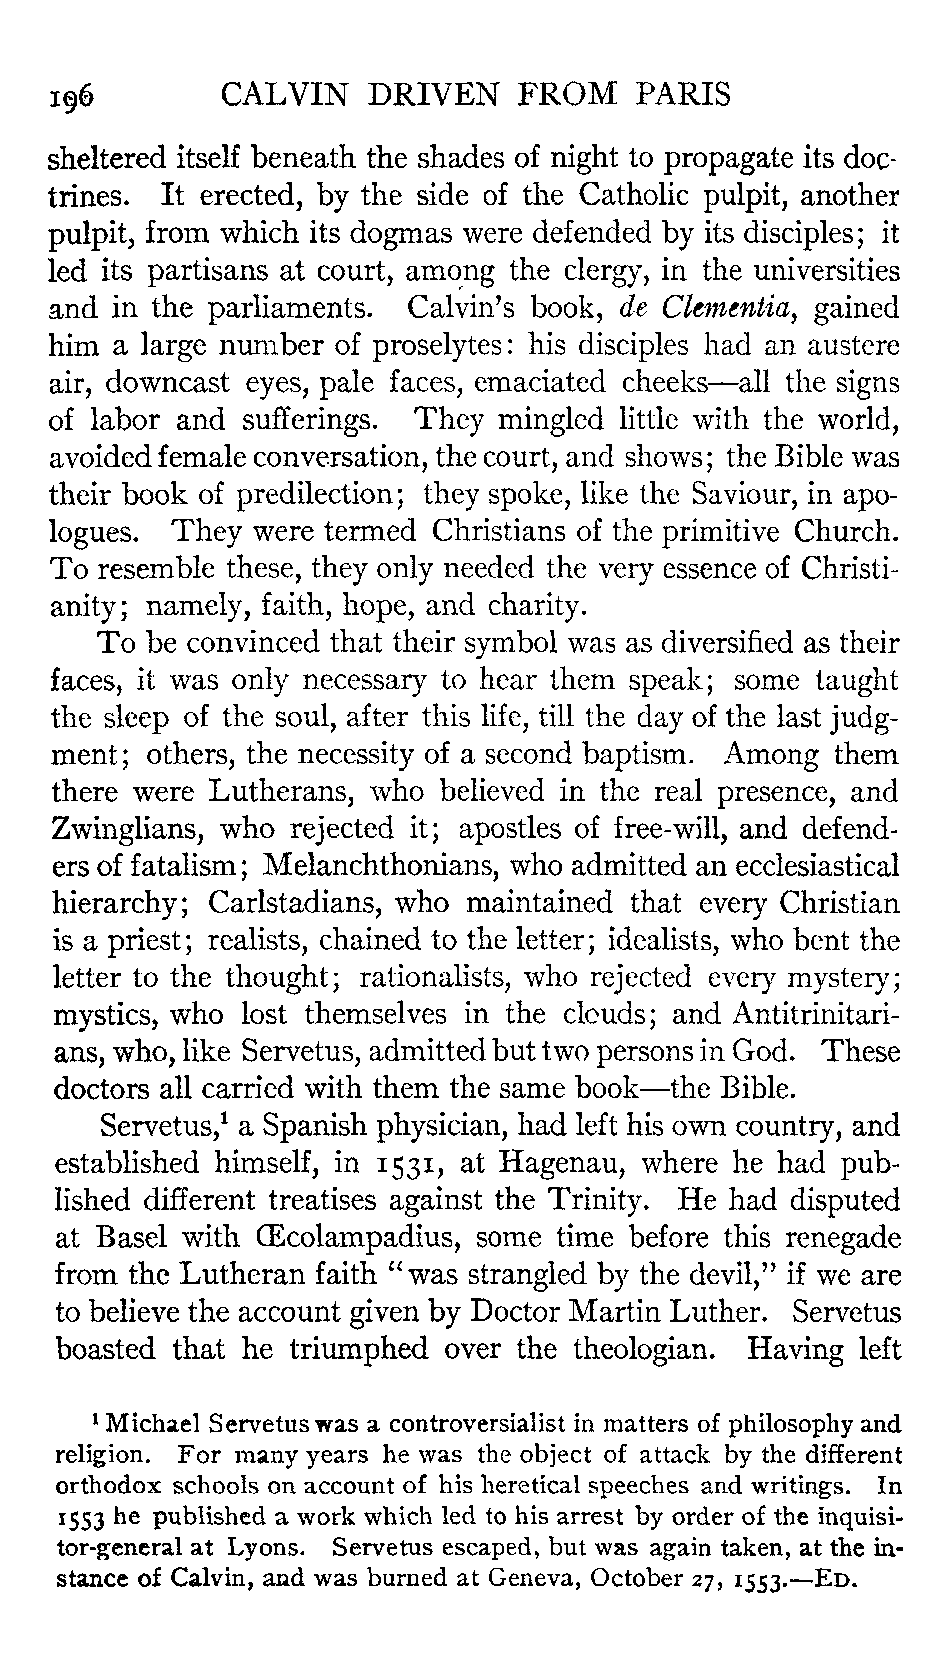 196 CALVIN DRIVEN FROM PARIS
sheltered itself beneath the shades of night to propagate its doc-
trines. It erected, by the side of the Catholic pulpit, another
pulpit, from which its dogmas were defended by its disciples; it
led its partisans at court, among the clergy, in the universities
and in the parliaments. Calvin's book, de Clementia, gained
him a large number of proselytes: his disciples had an austere
air, downcast eyes, pale faces, emaciated cheeks—all the signs
of labor and sufferings. They mingled little with the world,
avoided female conversation, the court, and shows; the Bible was
their book of predilection; they spoke, like the Saviour, in apo-
logues. They were termed Christians of the primitive Church.
To resemble these, they only needed the very essence of Christi-
anity; namely, faith, hope, and charity.
To be convinced that their symbol was as diversified as their
faces, it was only necessary to hear them speak; some taught
the sleep of the soul, after this life, till the day of the last judg-
ment; others, the necessity of a second baptism. Among them
there were Lutherans, who believed in the real presence, and
Zwinglians, who rejected it; apostles of free-will, and defend-
ers of fatalism; Melanchthonians, who admitted an ecclesiastical
hierarchy; Carlstadians, who maintained that every Christian
is a priest; realists, chained to the letter; idealists, who bent the
letter to the thought; rationalists, who rejected every mystery;
mystics, who lost themselves in the clouds; and Antitrinitari-
ans, who, like Servetus, admitted but two persons in God. These
doctors all carried with them the same book—the Bible.
Servetus,¹ a Spanish physician, had left his own country, and
established himself, in 1531, at Hagenau, where he had pub-
lished different treatises against the Trinity. He had disputed
at Basel with Œcolampadius, some time before this renegade
from the Lutheran faith "was strangled by the devil," if we are
to believe the account given by Doctor Martin Luther. Servetus
boasted that he triumphed over the theologian. Having left
¹ Michael Servetus was a controversialist in matters of philosophy and
religion. For many years he was the object of attack by the different
orthodox schools on account of his heretical speeches and writings. In
1553 he published a work which led to his arrest by order of the inquisi-
tor-general at Lyons. Servetus escaped, but was again taken, at the in-
stance of Calvin, and was burned at Geneva, October 27, 1553.—ED.